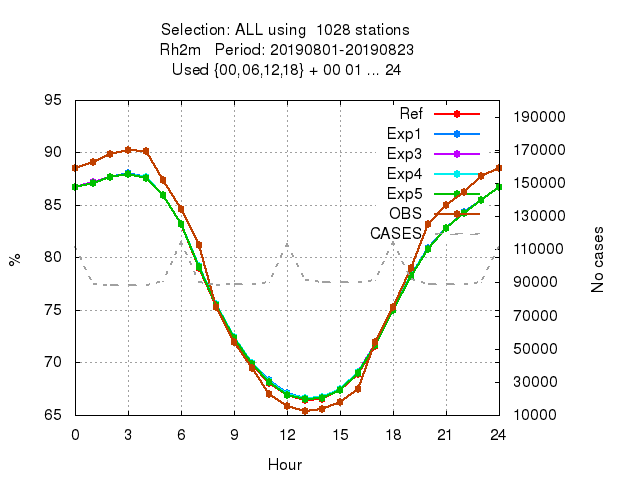 Selection: ALL using  1028 stations
Rh2m   Period: 20190801-20190823
Used {00,06,12,18} + 00 01 ... 24
95
90
85
80
75
70
65
190000
170000
150000
130000
110000
90000
70000
50000
30000
10000
Ref
Exp1
Exp3
Exp4
Exp5
OBS
CASES
%
No cases
0 3 6 9 12 15 18 21 24
Hour